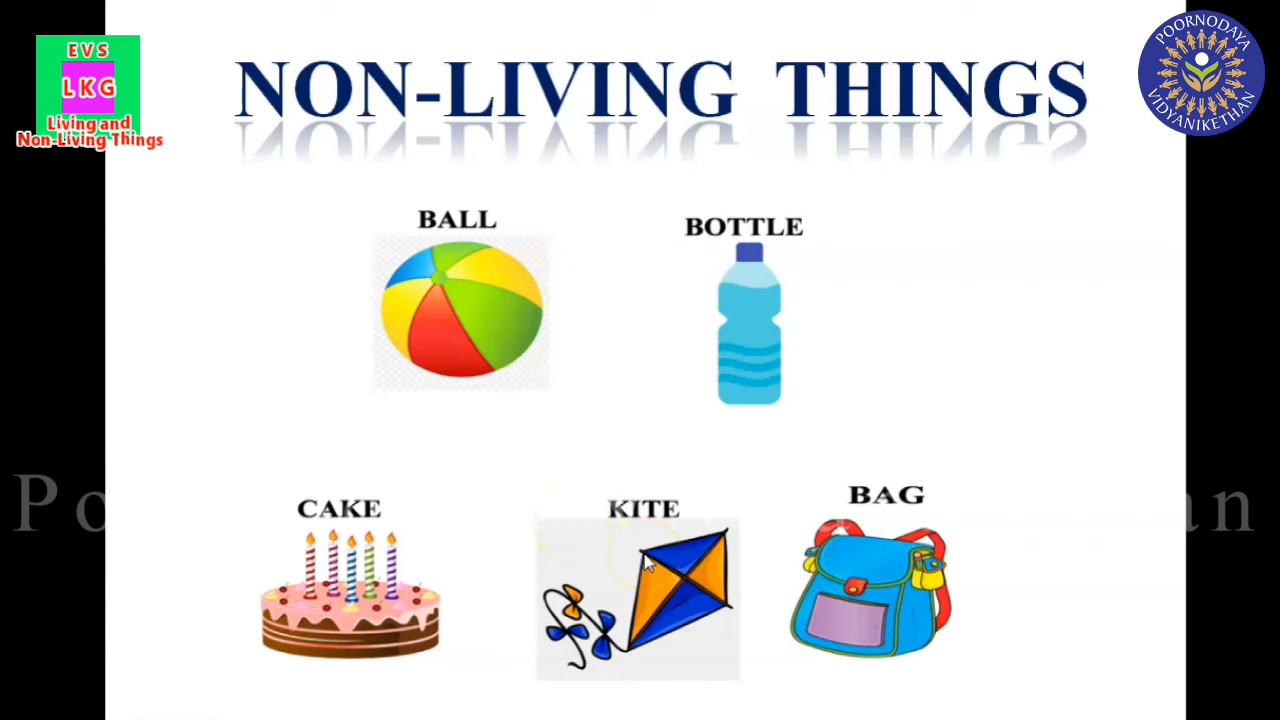 EVS
LKG
Living and
Non-Living Things
NON-LIVING THINGS
POORNODAYA
VIDYANIKETHAN
BALL
BOTTLE
CAKE
KITE
BAG